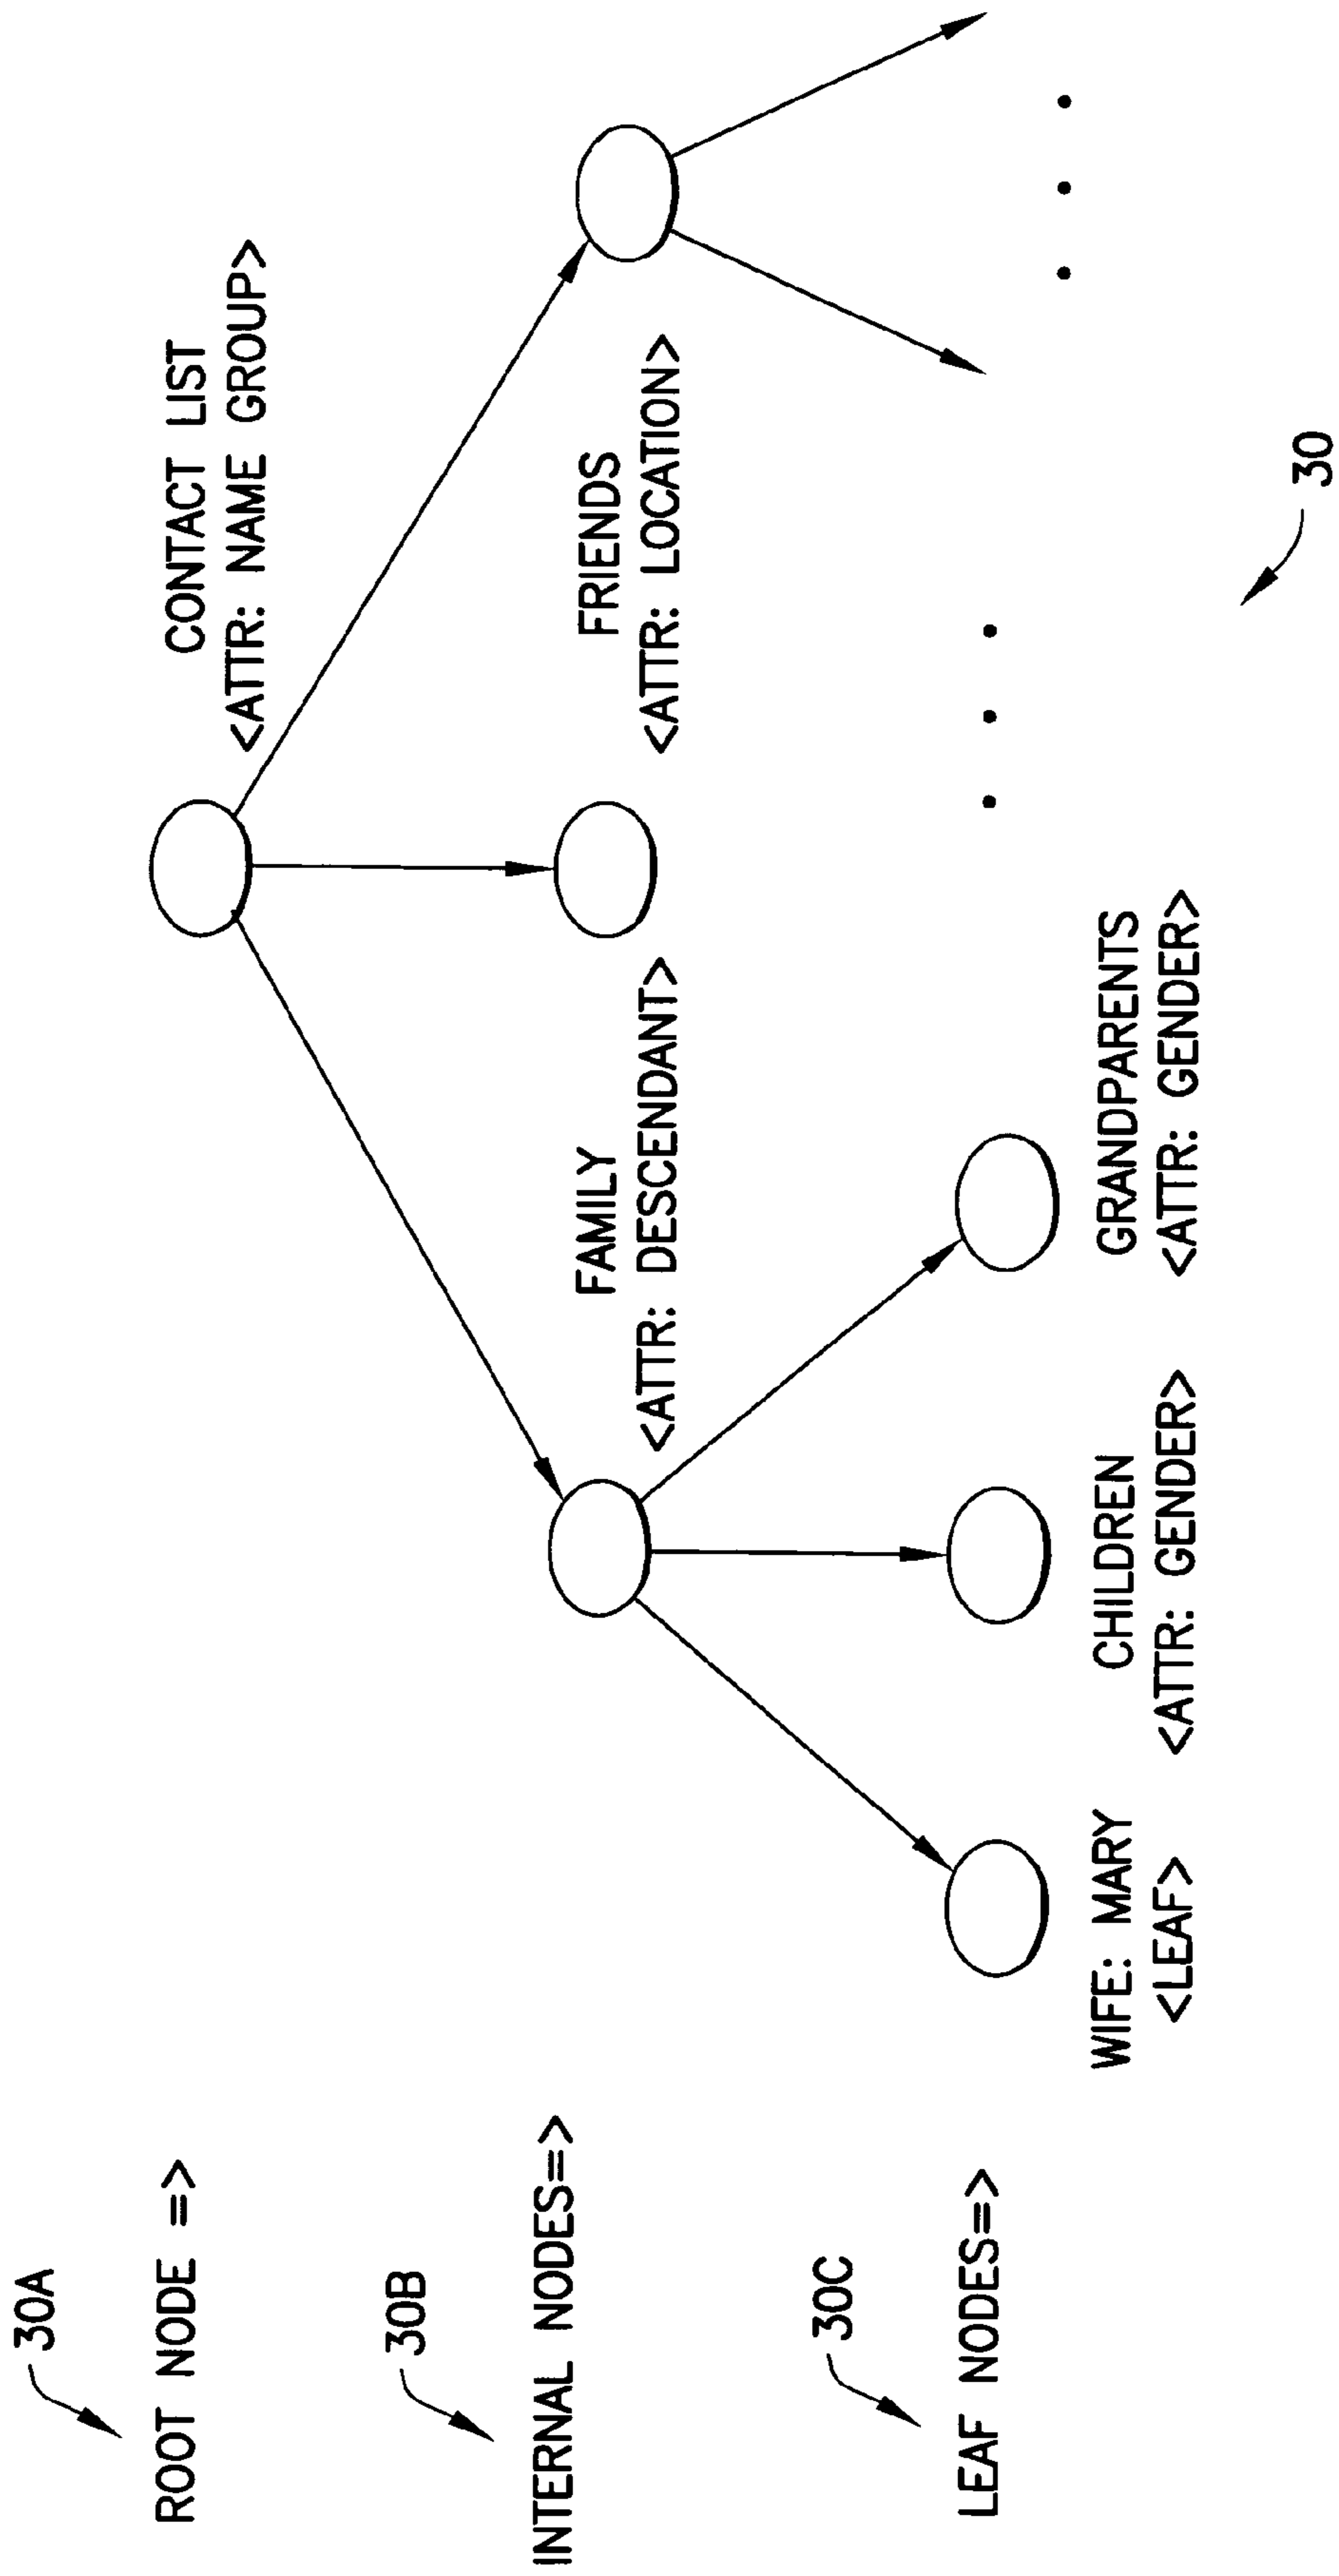 30A
ROOT NODE =>
CONTACT LIST
<ATTR: NAME GROUP>
30B
INTERNAL NODES=>
FAMILY
<ATTR: DESCENDANT>
FRIENDS
<ATTR: LOCATION>
30C
LEAF NODES=>
WIFE: MARY
<LEAF>
CHILDREN
<ATTR: GENDER>
GRANDPARENTS
<ATTR: GENDER>
30